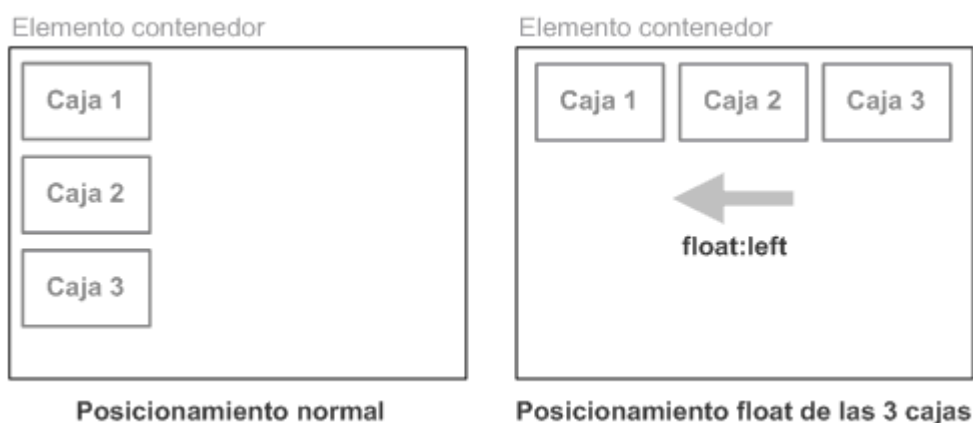 Elemento contenedor
Caja 1
Caja 2
Caja 3
Posicionamiento normal
Elemento contenedor
Caja 1 Caja 2 Caja 3
float:left
Posicionamiento float de las 3 cajas